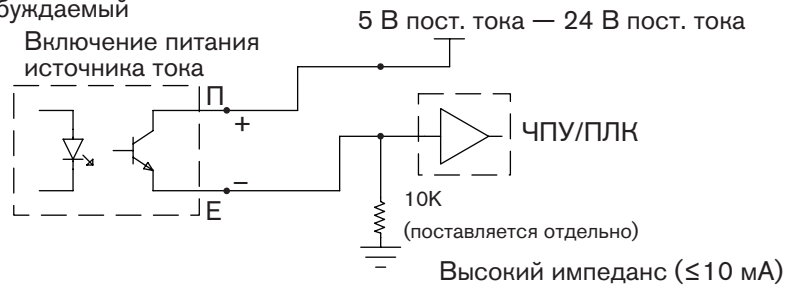 буждаемый
5 В пост. тока — 24 В пост. тока
Включение питания
источника тока
П
+
ЧПУ/ПЛК
–
E
10K
(поставляется отдельно)
Высокий импеданс (≤10 мА)